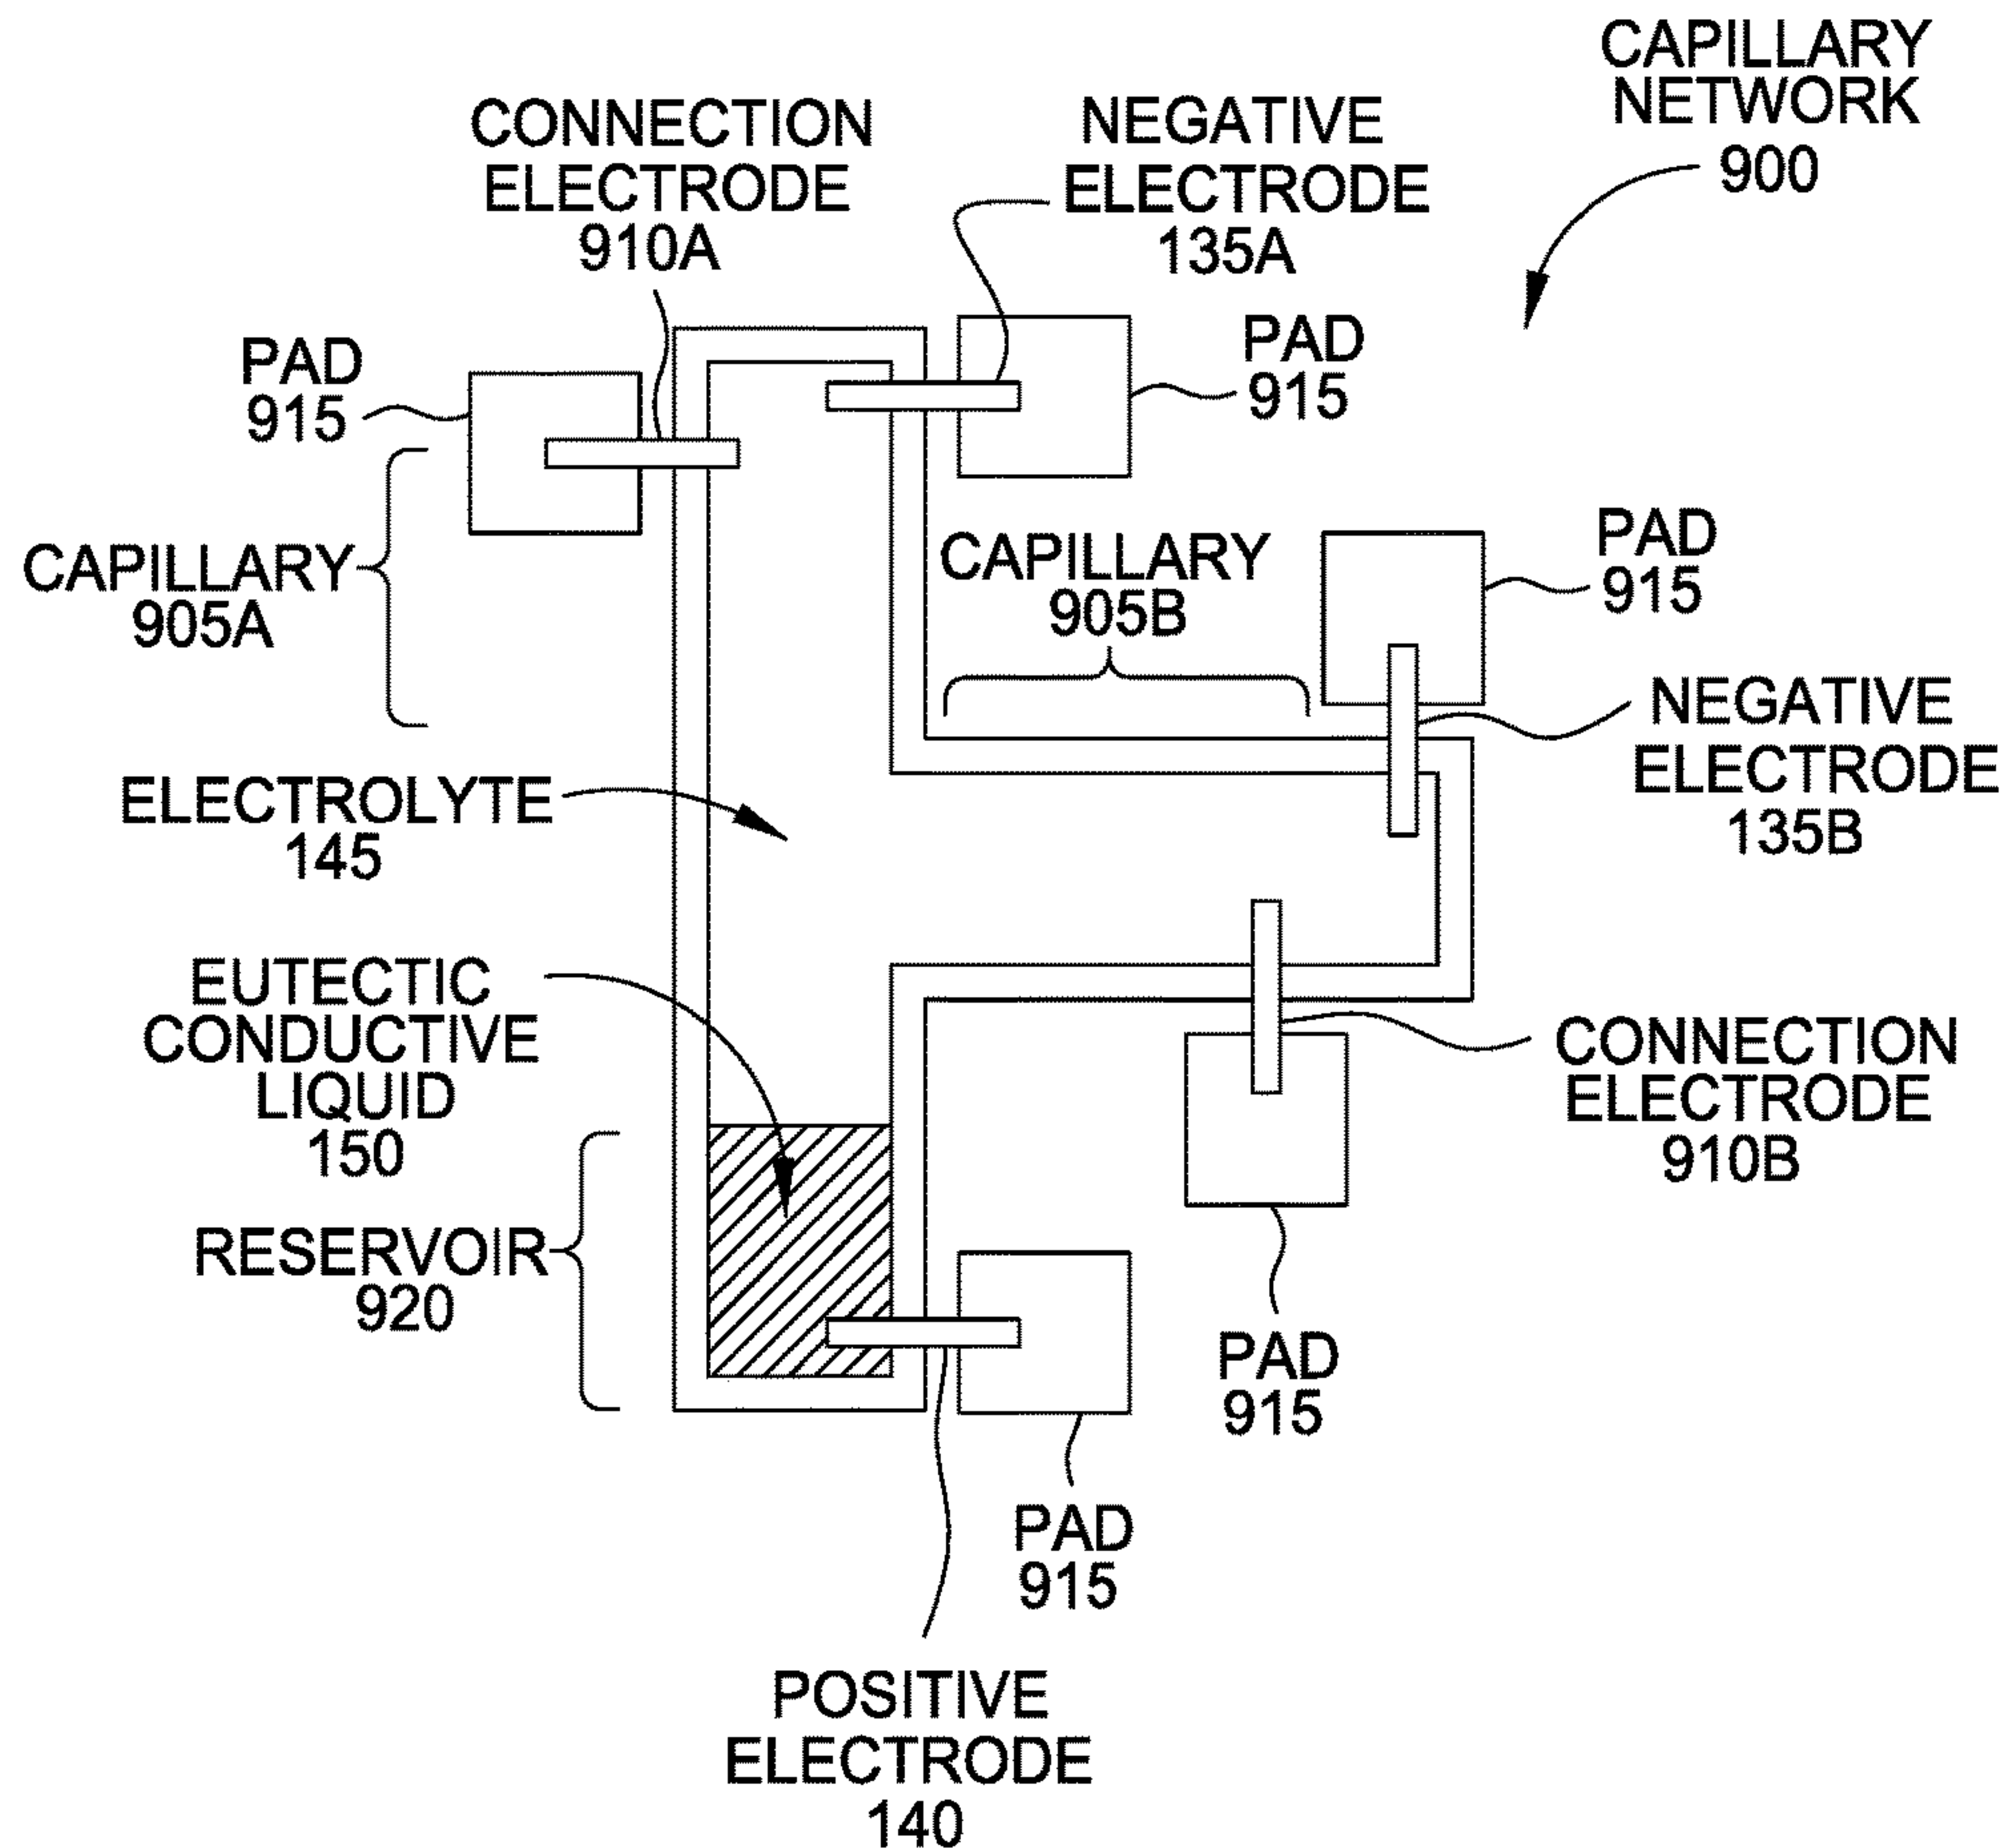 CAPILLARY
NETWORK
900
CONNECTION
ELECTRODE
910A
NEGATIVE
ELECTRODE
135A
PAD
915
PAD
915
CAPILLARY
905A
CAPILLARY
905B
PAD
915
NEGATIVE
ELECTRODE
135B
ELECTROLYTE
145
EUTECTIC
CONDUCTIVE
LIQUID
150
CONNECTION
ELECTRODE
910B
RESERVOIR
920
PAD
915
PAD
915
POSITIVE
ELECTRODE
140